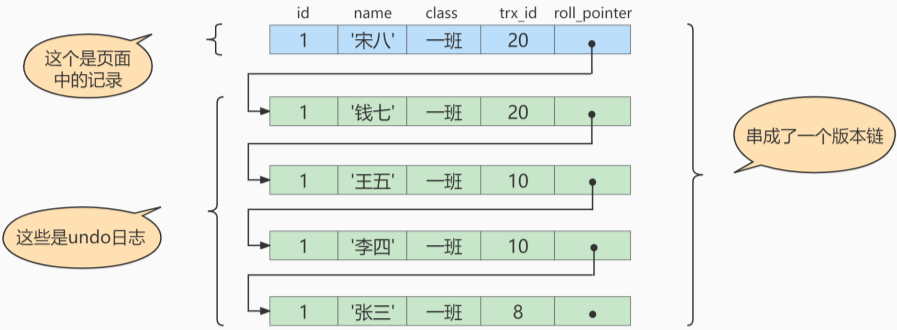 id name class trx_id roll_pointer
1 '宋八' 一班 20
这个是页面
中的记录
1 '钱七' 一班 20
串成了一个版本链
1 '王五' 一班 10
这些是undo日志
1 '李四' 一班 10
1 '张三' 一班 8